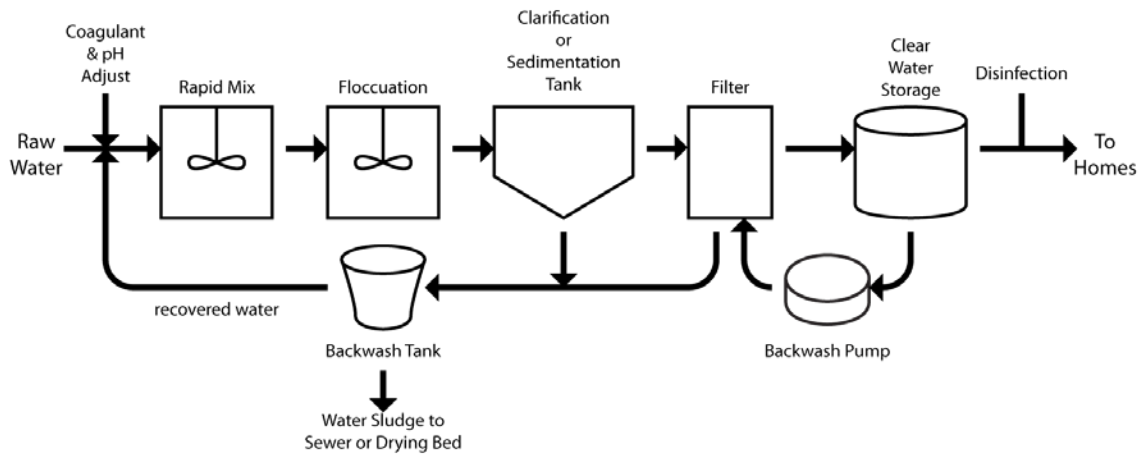 Coagulant
& pH
Adjust
Raw
Water
Rapid Mix
Floccuation
Clarification
or
Sedimentation
Tank
Filter
Clear
Water
Storage
Disinfection
To
Homes
recovered water
Backwash Tank
Backwash Pump
Water Sludge to
Sewer or Drying Bed